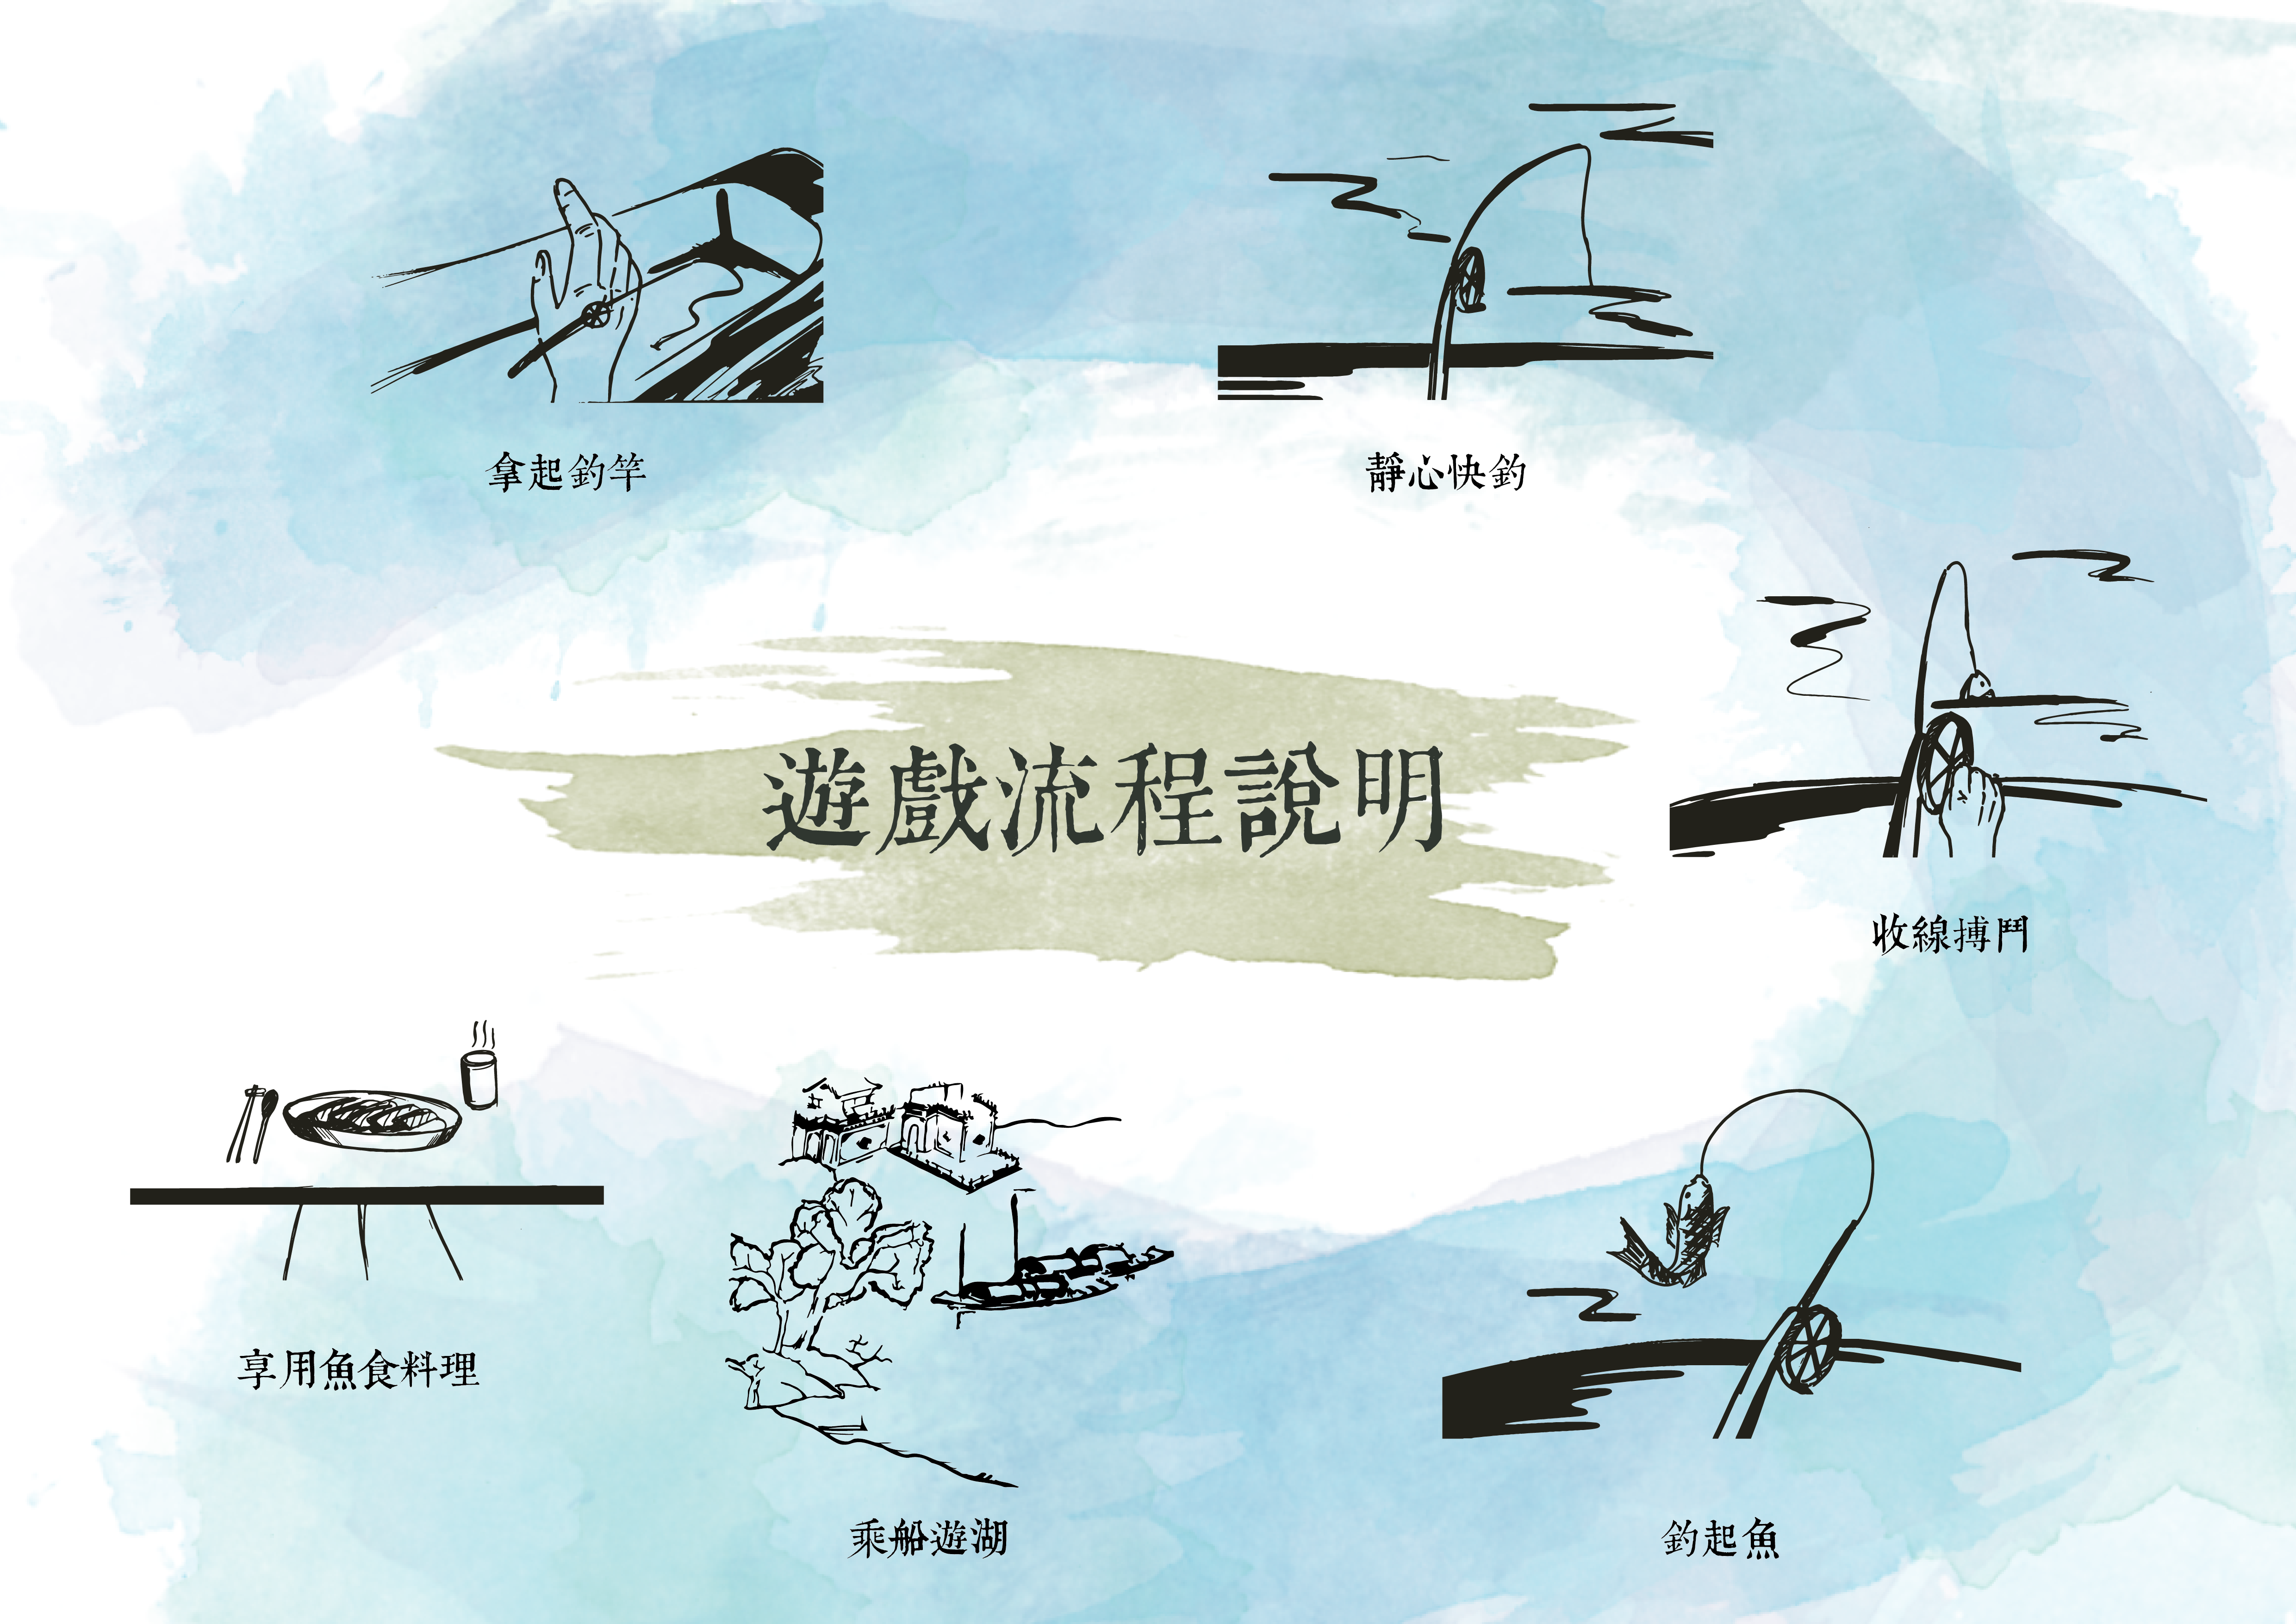 拿起釣竿
靜心快釣
遊戲流程說明
收線搏鬥
享用魚食料理
乘船遊湖
釣起魚